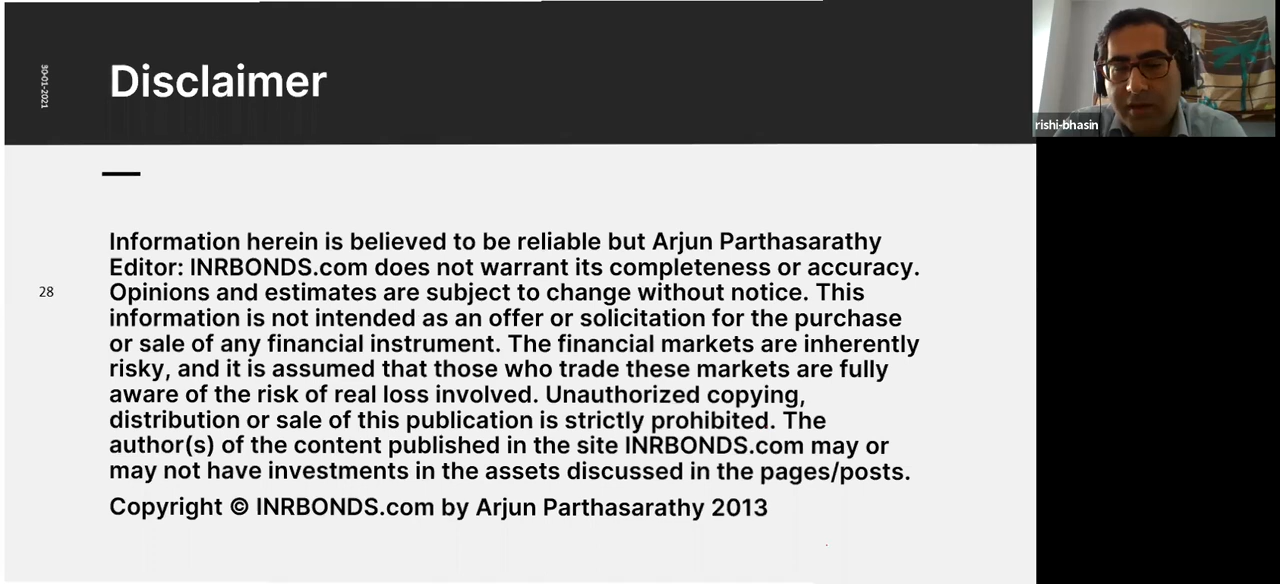 30-01-2021
Disclaimer
rishi-bhasin
Information herein is believed to be reliable but Arjun Parthasarathy
Editor: INRBONDS.com does not warrant its completeness or accuracy.
Opinions and estimates are subject to change without notice. This
28
information is not intended as an offer or solicitation for the purchase
or sale of any financial instrument. The financial markets are inherently
risky, and it is assumed that those who trade these markets are fully
aware of the risk of real loss involved. Unauthorized copying,
distribution or sale of this publication is strictly prohibited. The
author(s) of the content published in the site INRBONDS.com may or
may not have investments in the assets discussed in the pages/posts.
Copyright © INRBONDS.com by Arjun Parthasarathy 2013